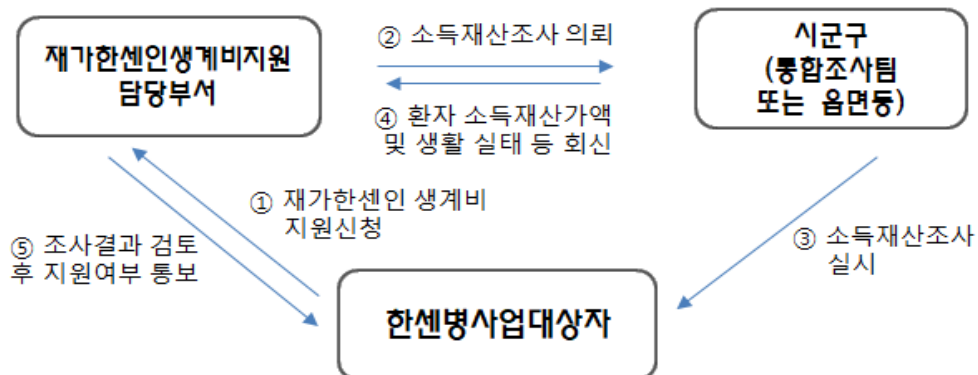 재가한센인생계비지원
담당부서
② 소득재산조사 의뢰
시군구
(통합조사팀
또는 읍면동)
④ 환자 소득재산가액
및 생활 실태 등 회신
① 재가한센인 생계비
지원신청
③ 소득재산조사
실시
⑤ 조사결과 검토
후 지원여부 통보
한센병사업대상자